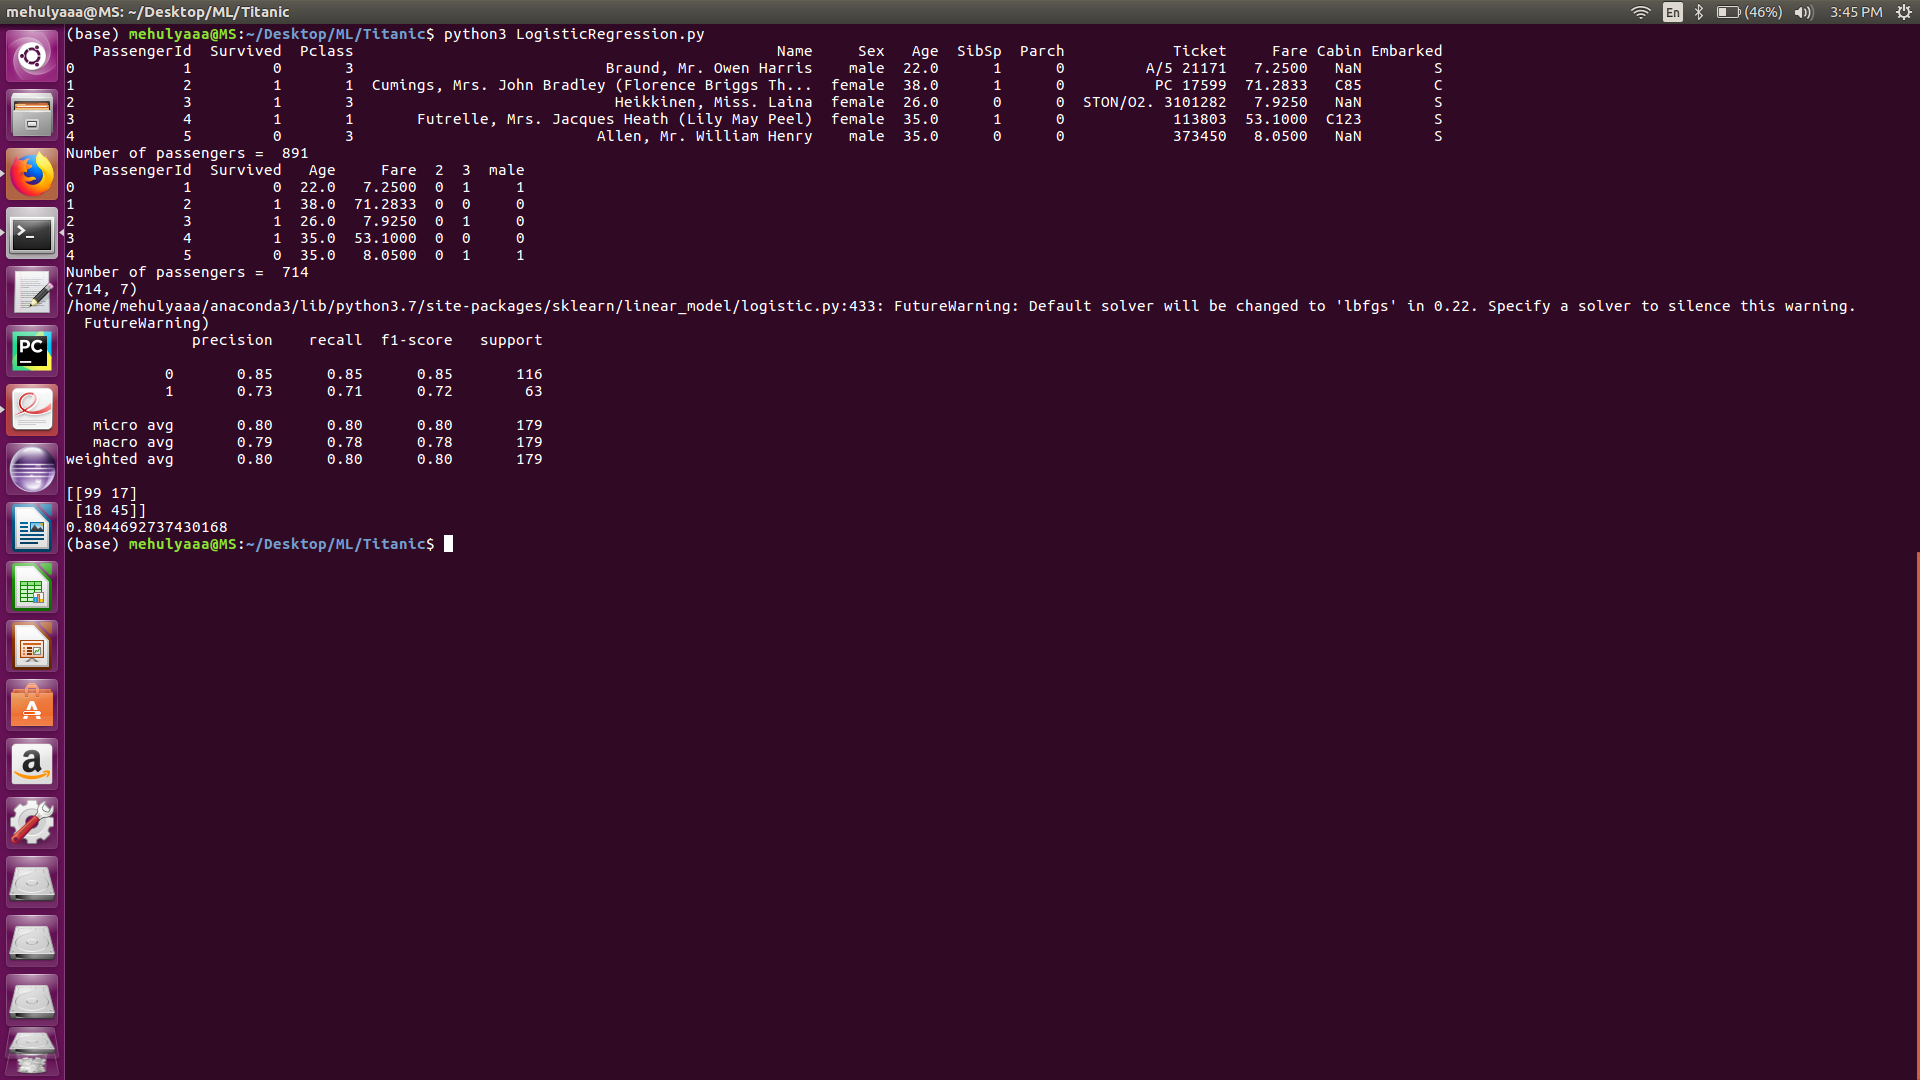 mehulyaaa@MS: ~/Desktop/ML/Titanic En (46%) 3:45 PM
(base) mehulyaaa@MS:~/Desktop/ML/Titanic$ python3 LogisticRegression.py
PassengerId Survived Pclass Name Sex Age SibSp Parch Ticket Fare Cabin Embarked
0 1 0 3 Braund, Mr. Owen Harris male 22.0 1 0 A/5 21171 7.2500 NaN S
1 2 1 1 Cumings, Mrs. John Bradley (Florence Briggs Th... female 38.0 1 0 PC 17599 71.2833 C85 C
2 3 1 3 Heikkinen, Miss. Laina female 26.0 0 0 STON/O2. 3101282 7.9250 NaN S
3 4 1 1 Futrelle, Mrs. Jacques Heath (Lily May Peel) female 35.0 1 0 113803 53.1000 C123 S
4 5 0 3 Allen, Mr. William Henry male 35.0 0 0 373450 8.0500 NaN S
Number of passengers =  891
PassengerId Survived Age Fare 2 3 male
0 1 0 22.0 7.2500 0 1 1
1 2 1 38.0 71.2833 0 0 0
2 3 1 26.0 7.9250 0 1 0
3 4 1 35.0 53.1000 0 0 0
4 5 0 35.0 8.0500 0 1 1
Number of passengers =  714
(714, 7)
/home/mehulyaaa/anaconda3/lib/python3.7/site-packages/sklearn/linear_model/logistic.py:433: FutureWarning: Default solver will be changed to 'lbfgs' in 0.22. Specify a solver to silence this warning.
FutureWarning)
precision recall f1-score support
0 0.85 0.85 0.85 116
1 0.73 0.71 0.72 63
micro avg 0.80 0.80 0.80 179
macro avg 0.79 0.78 0.78 179
weighted avg 0.80 0.80 0.80 179
[[99 17]
[18 45]]
0.8044692737430168
(base) mehulyaaa@MS:~/Desktop/ML/Titanic$
PC
A
a